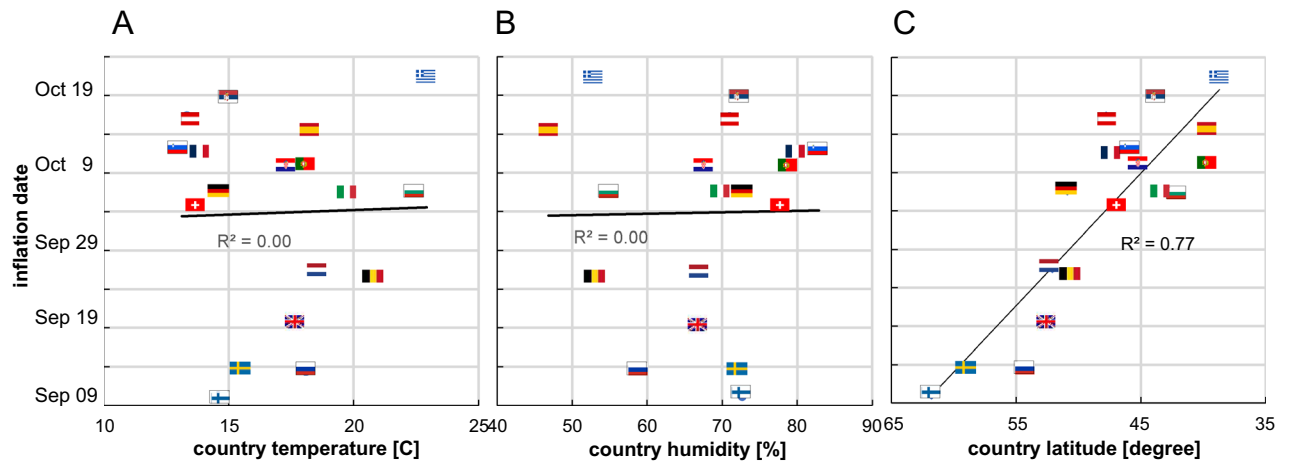 A
B
C
inflation date
Oct 19
Oct 9
Sep 29
Sep 19
Sep 09
R² = 0.00
R² = 0.00
R² = 0.77
10 15 20 25
40 50 60 70 80 90
65 55 45 35
country temperature [C]
country humidity [%]
country latitude [degree]